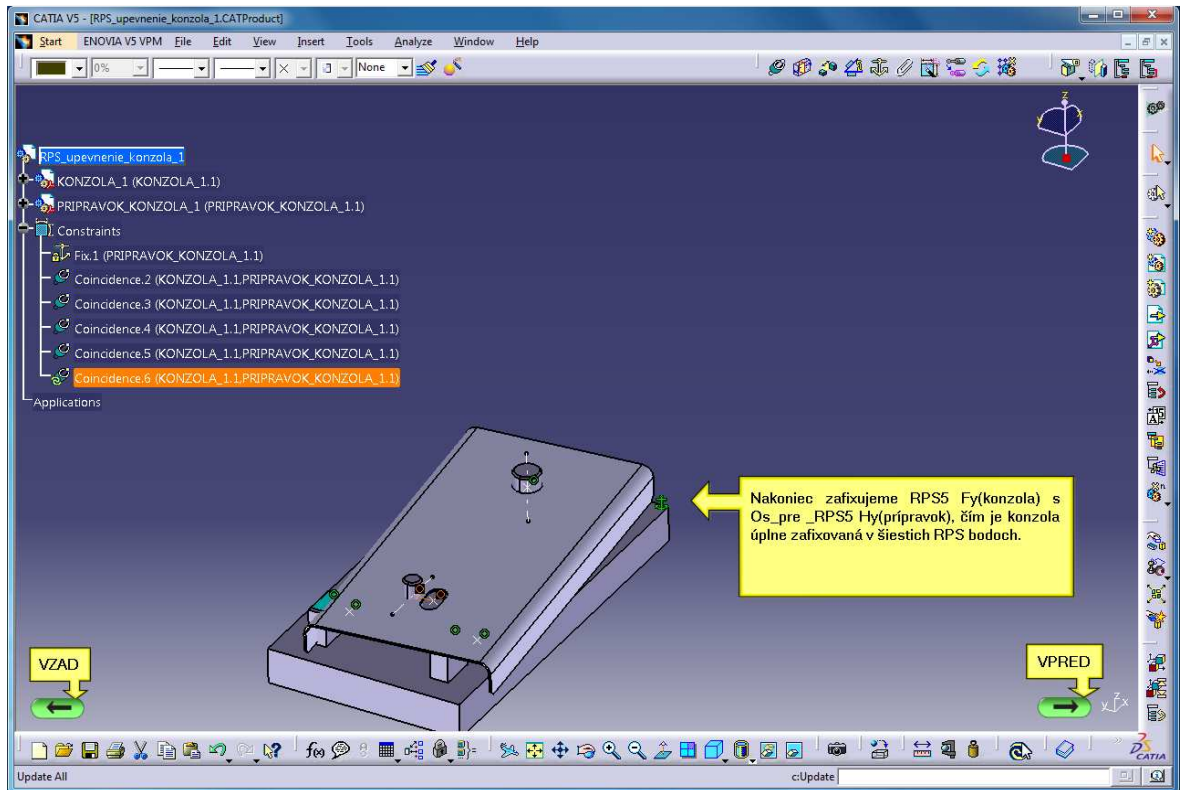 CATIA V5 - [RPS_upevnenie_konzola_1.CATProduct]
Start ENOVIA V5 VPM File Edit View Insert Tools Analyze Window Help
0% None
z
RPS_upevnenie_konzola_1
KONZOLA_1 (KONZOLA_1.1)
PRIPRAVOK_KONZOLA_1 (PRIPRAVOK_KONZOLA_1.1)
Constraints
Fix.1 (PRIPRAVOK_KONZOLA_1.1)
Coincidence.2 (KONZOLA_1.1,PRIPRAVOK_KONZOLA_1.1)
Coincidence.3 (KONZOLA_1.1,PRIPRAVOK_KONZOLA_1.1)
Coincidence.4 (KONZOLA_1.1,PRIPRAVOK_KONZOLA_1.1)
Coincidence.5 (KONZOLA_1.1,PRIPRAVOK_KONZOLA_1.1)
Coincidence.6 (KONZOLA_1.1,PRIPRAVOK_KONZOLA_1.1)
Applications
Nakoniec zafixujeme RPS5 Fy(konzola) s
Os_pre _RPS5 Hy(prípravok), čím je konzola
úplne zafixovaná v šiestich RPS bodoch.
VZAD
VPRED
z
y x
f(x)
CATIA
Update All c:Update